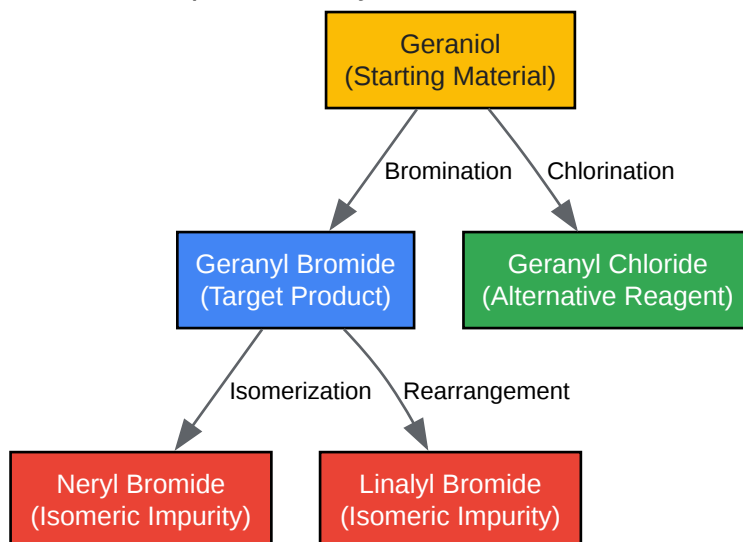 Geraniol
(Starting Material)
Bromination
Chlorination
Geranyl Bromide
(Target Product)
Geranyl Chloride
(Alternative Reagent)
Isomerization
Rearrangement
Neryl Bromide
(Isomeric Impurity)
Linalyl Bromide
(Isomeric Impurity)